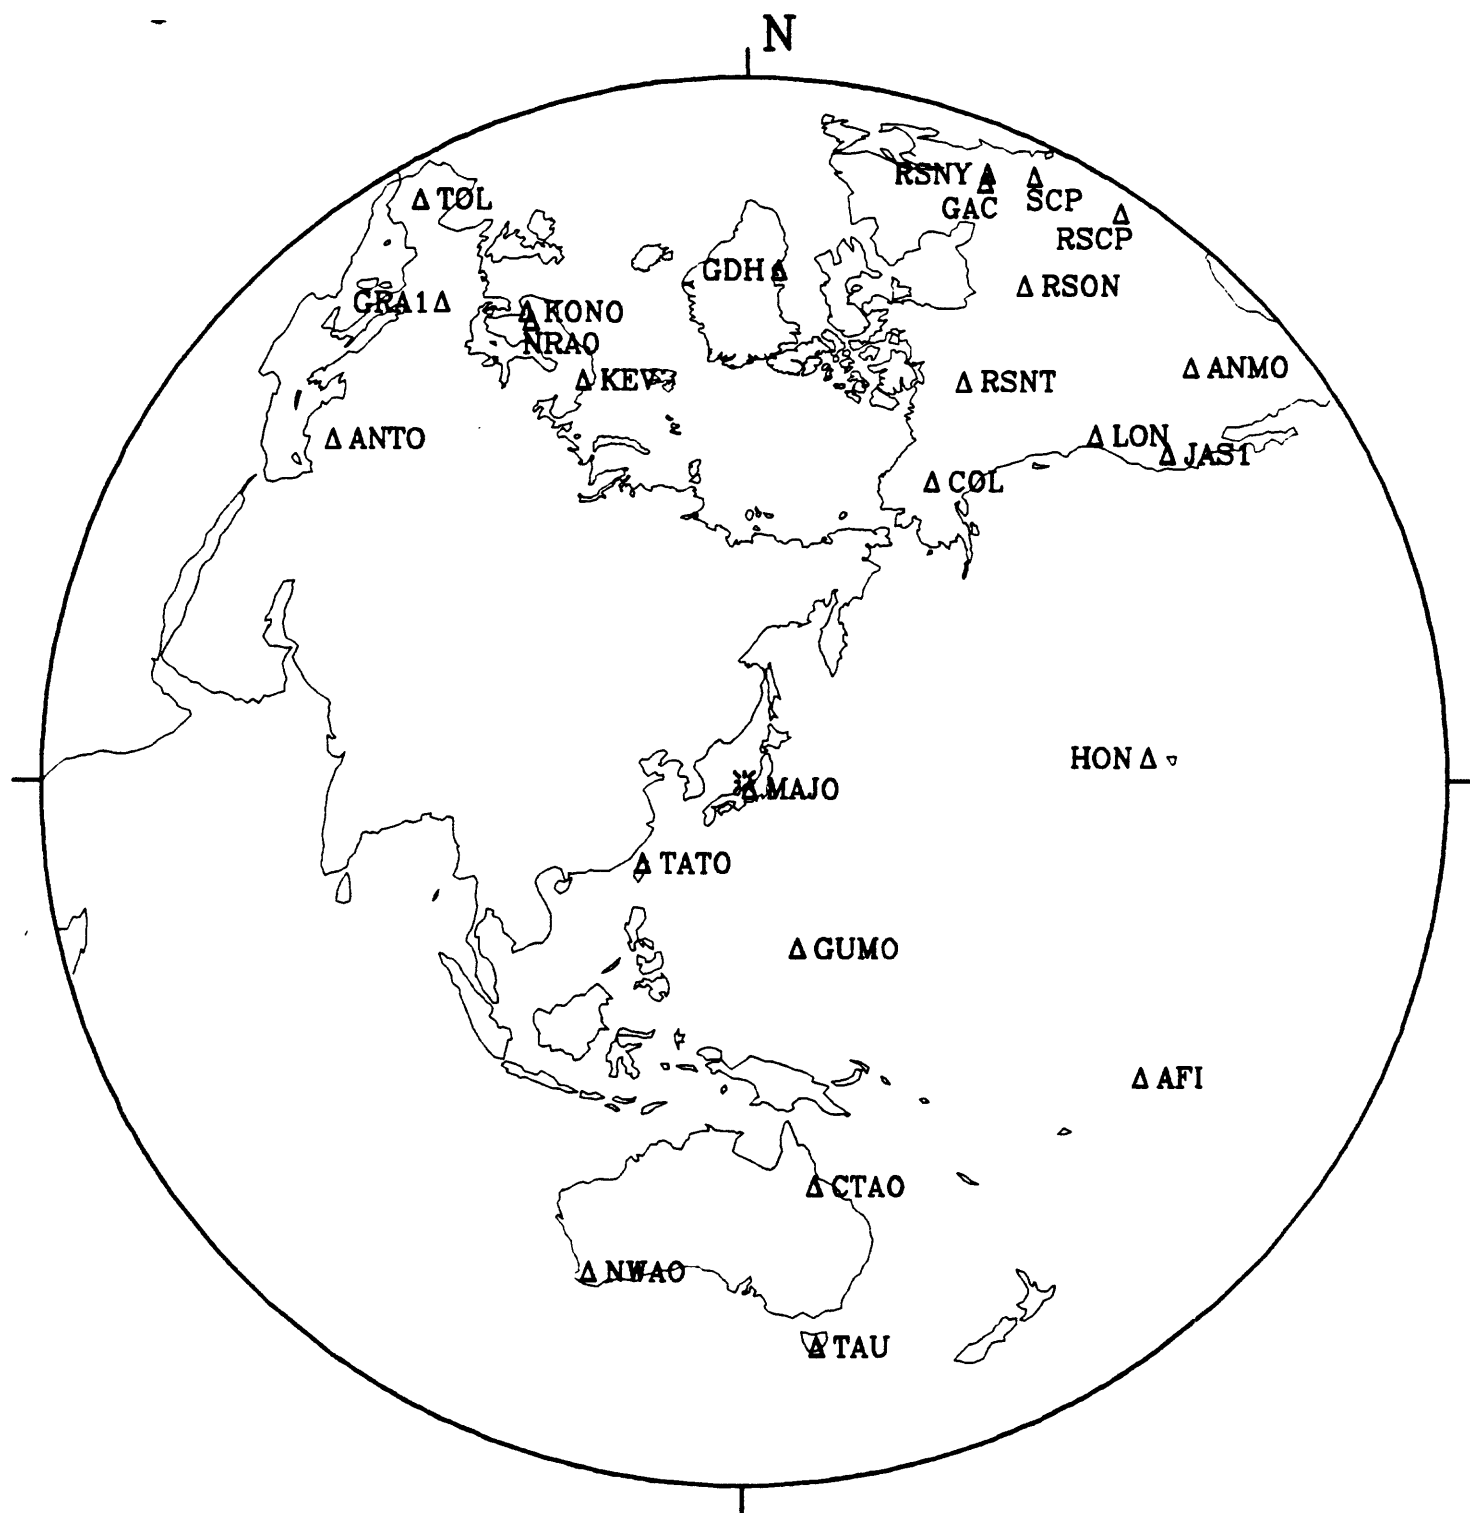 N
RSNY
TOL
GAC
SCP
RSCP
GDH
RSON
GRA1
KONO
NRAO
KEV
RSNT
ANMO
ANTO
LON
JAS1
COL
HON
MAJO
TATO
GUMO
AFI
CTAO
NWAO
TAU